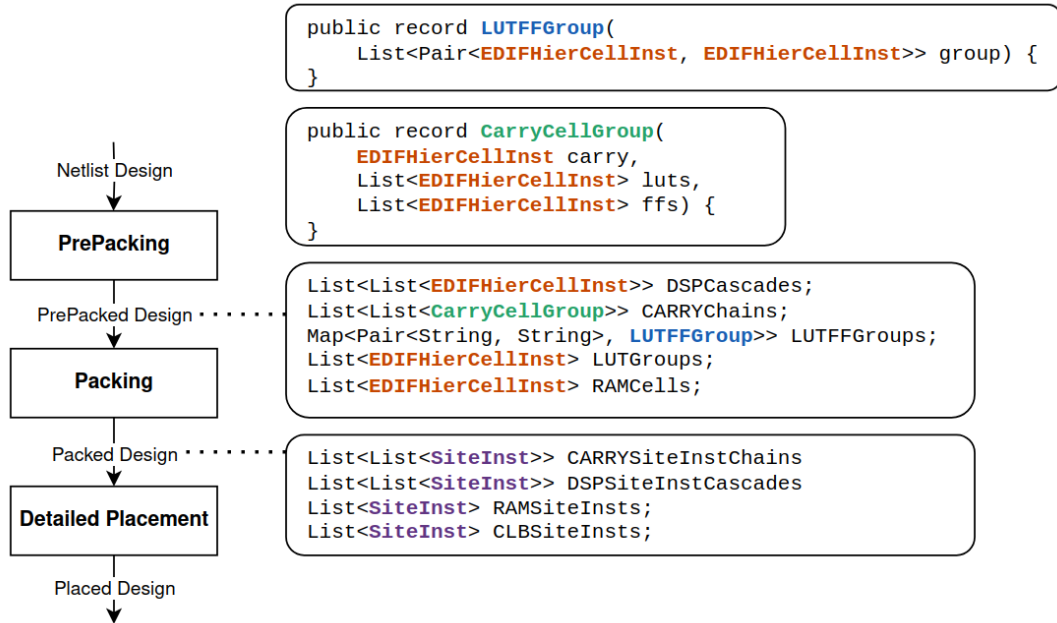 public record LUTFFGroup(
    List<Pair<EDIFHierCellInst, EDIFHierCellInst>> group) {
}
public record CarryCellGroup(
    EDIFHierCellInst carry,
    List<EDIFHierCellInst> luts,
    List<EDIFHierCellInst> ffs) {
}
Netlist Design
PrePacking
PrePacked Design
List<List<EDIFHierCellInst>> DSPCascades;
List<List<CarryCellGroup>> CARRYChains;
Map<Pair<String, String>, LUTFFGroup>> LUTFFGroups;
List<EDIFHierCellInst> LUTGroups;
List<EDIFHierCellInst> RAMCells;
Packing
Packed Design
List<List<SiteInst>> CARRYSiteInstChains
List<List<SiteInst>> DSPSiteInstCascades
List<SiteInst> RAMSiteInsts;
List<SiteInst> CLBSiteInsts;
Detailed Placement
Placed Design